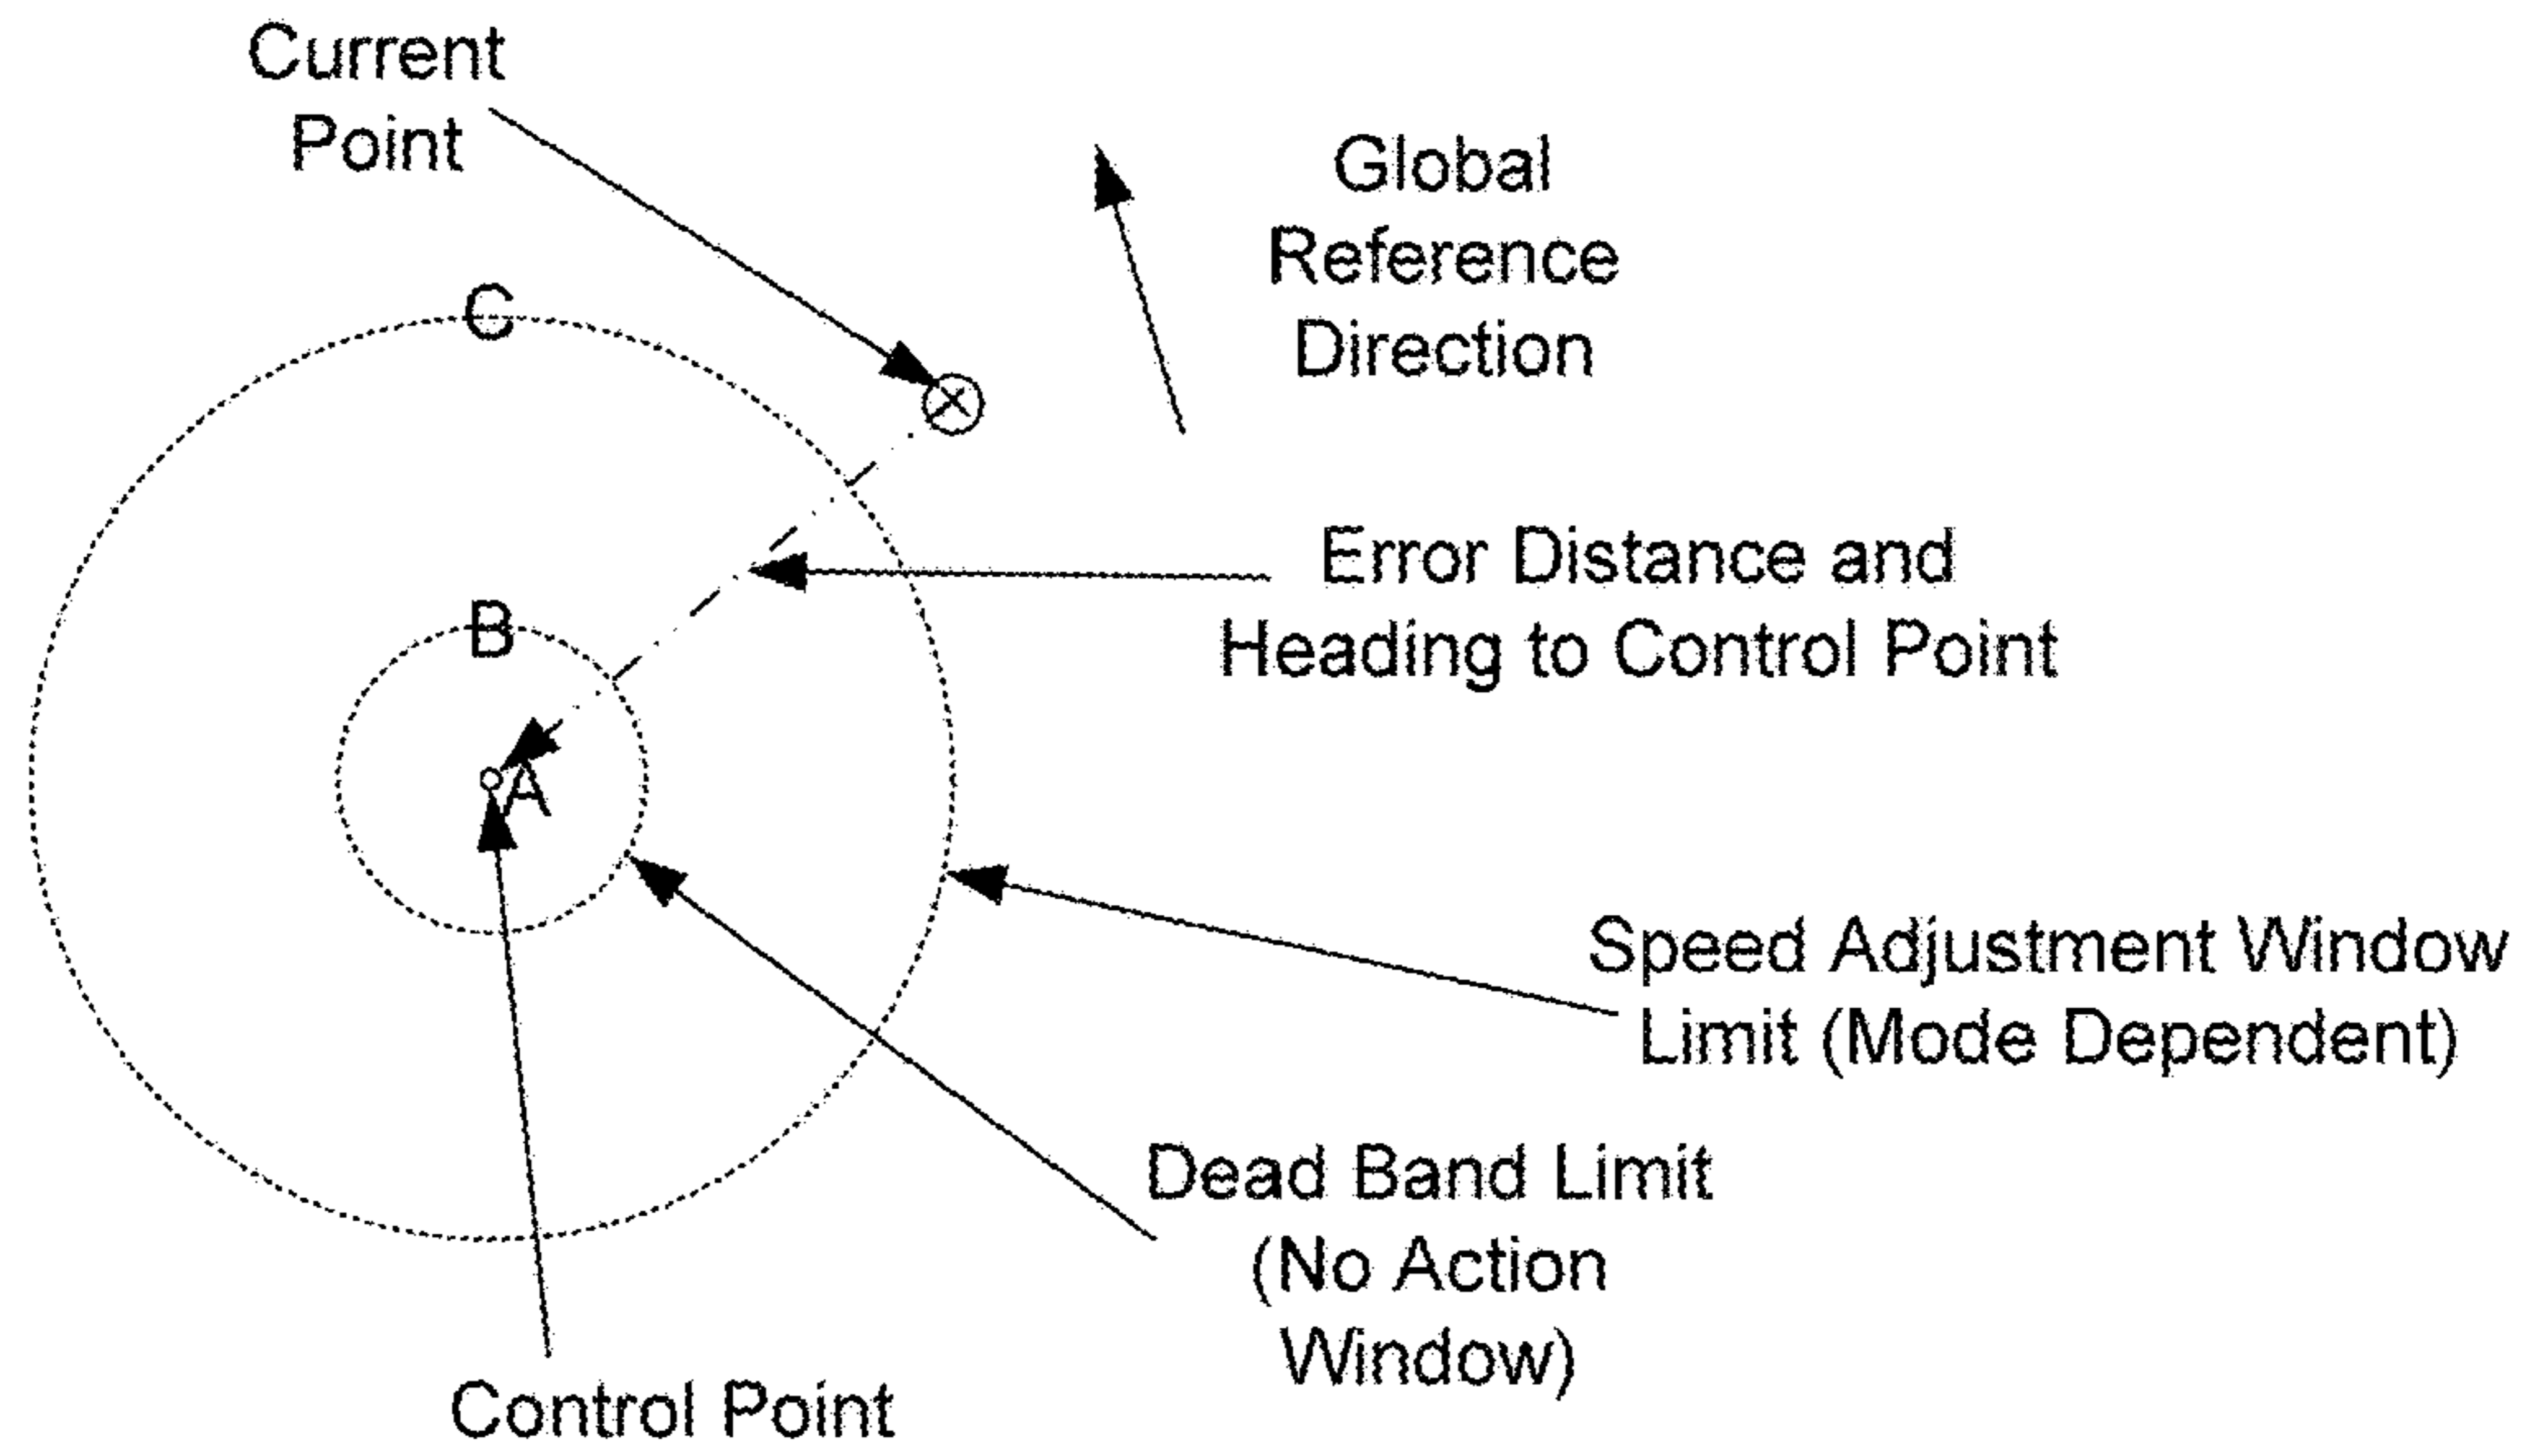 Current
Point
Global
Reference
Direction
C
Error Distance and
Heading to Control Point
B
A
Speed Adjustment Window
Limit (Mode Dependent)
Dead Band Limit
(No Action
Window)
Control Point